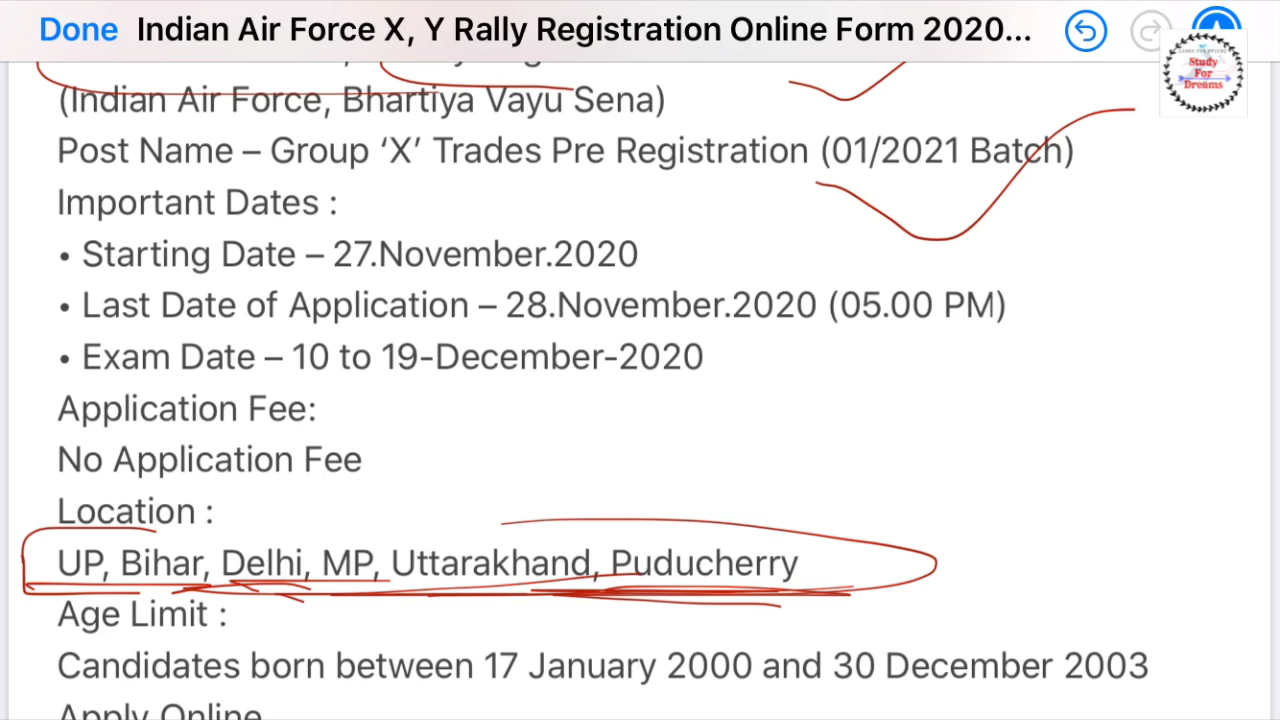 Done Indian Air Force X, Y Rally Registration Online Form 2020...
Study
For
Dreams
(Indian Air Force, Bhartiya Vayu Sena)
Post Name – Group ‘X’ Trades Pre Registration (01/2021 Batch)
Important Dates :
• Starting Date – 27.November.2020
• Last Date of Application – 28.November.2020 (05.00 PM)
• Exam Date – 10 to 19-December-2020
Application Fee:
No Application Fee
Location :
UP, Bihar, Delhi, MP, Uttarakhand, Puducherry
Age Limit :
Candidates born between 17 January 2000 and 30 December 2003
Apply Online